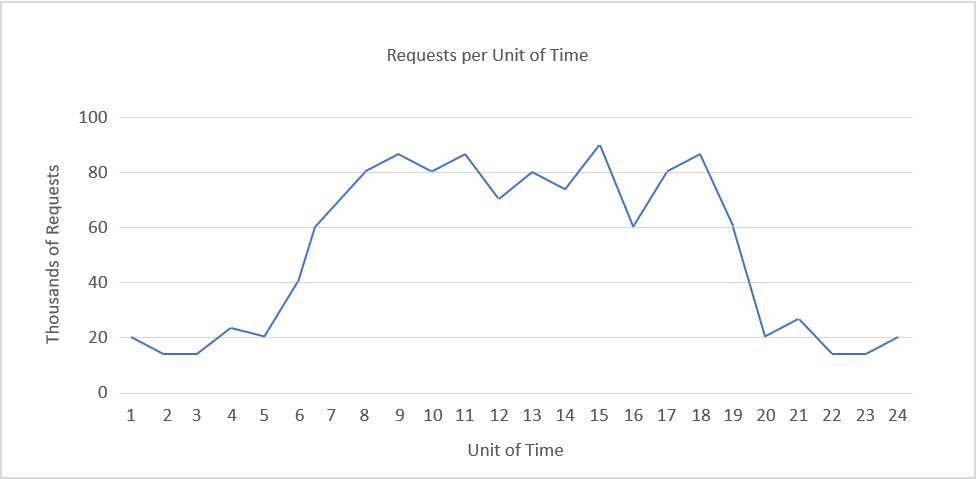 Requests per Unit of Time
100
80
60
40
20
0
Thousands of Requests
1 2 3 4 5 6 7 8 9 10 11 12 13 14 15 16 17 18 19 20 21 22 23 24
Unit of Time